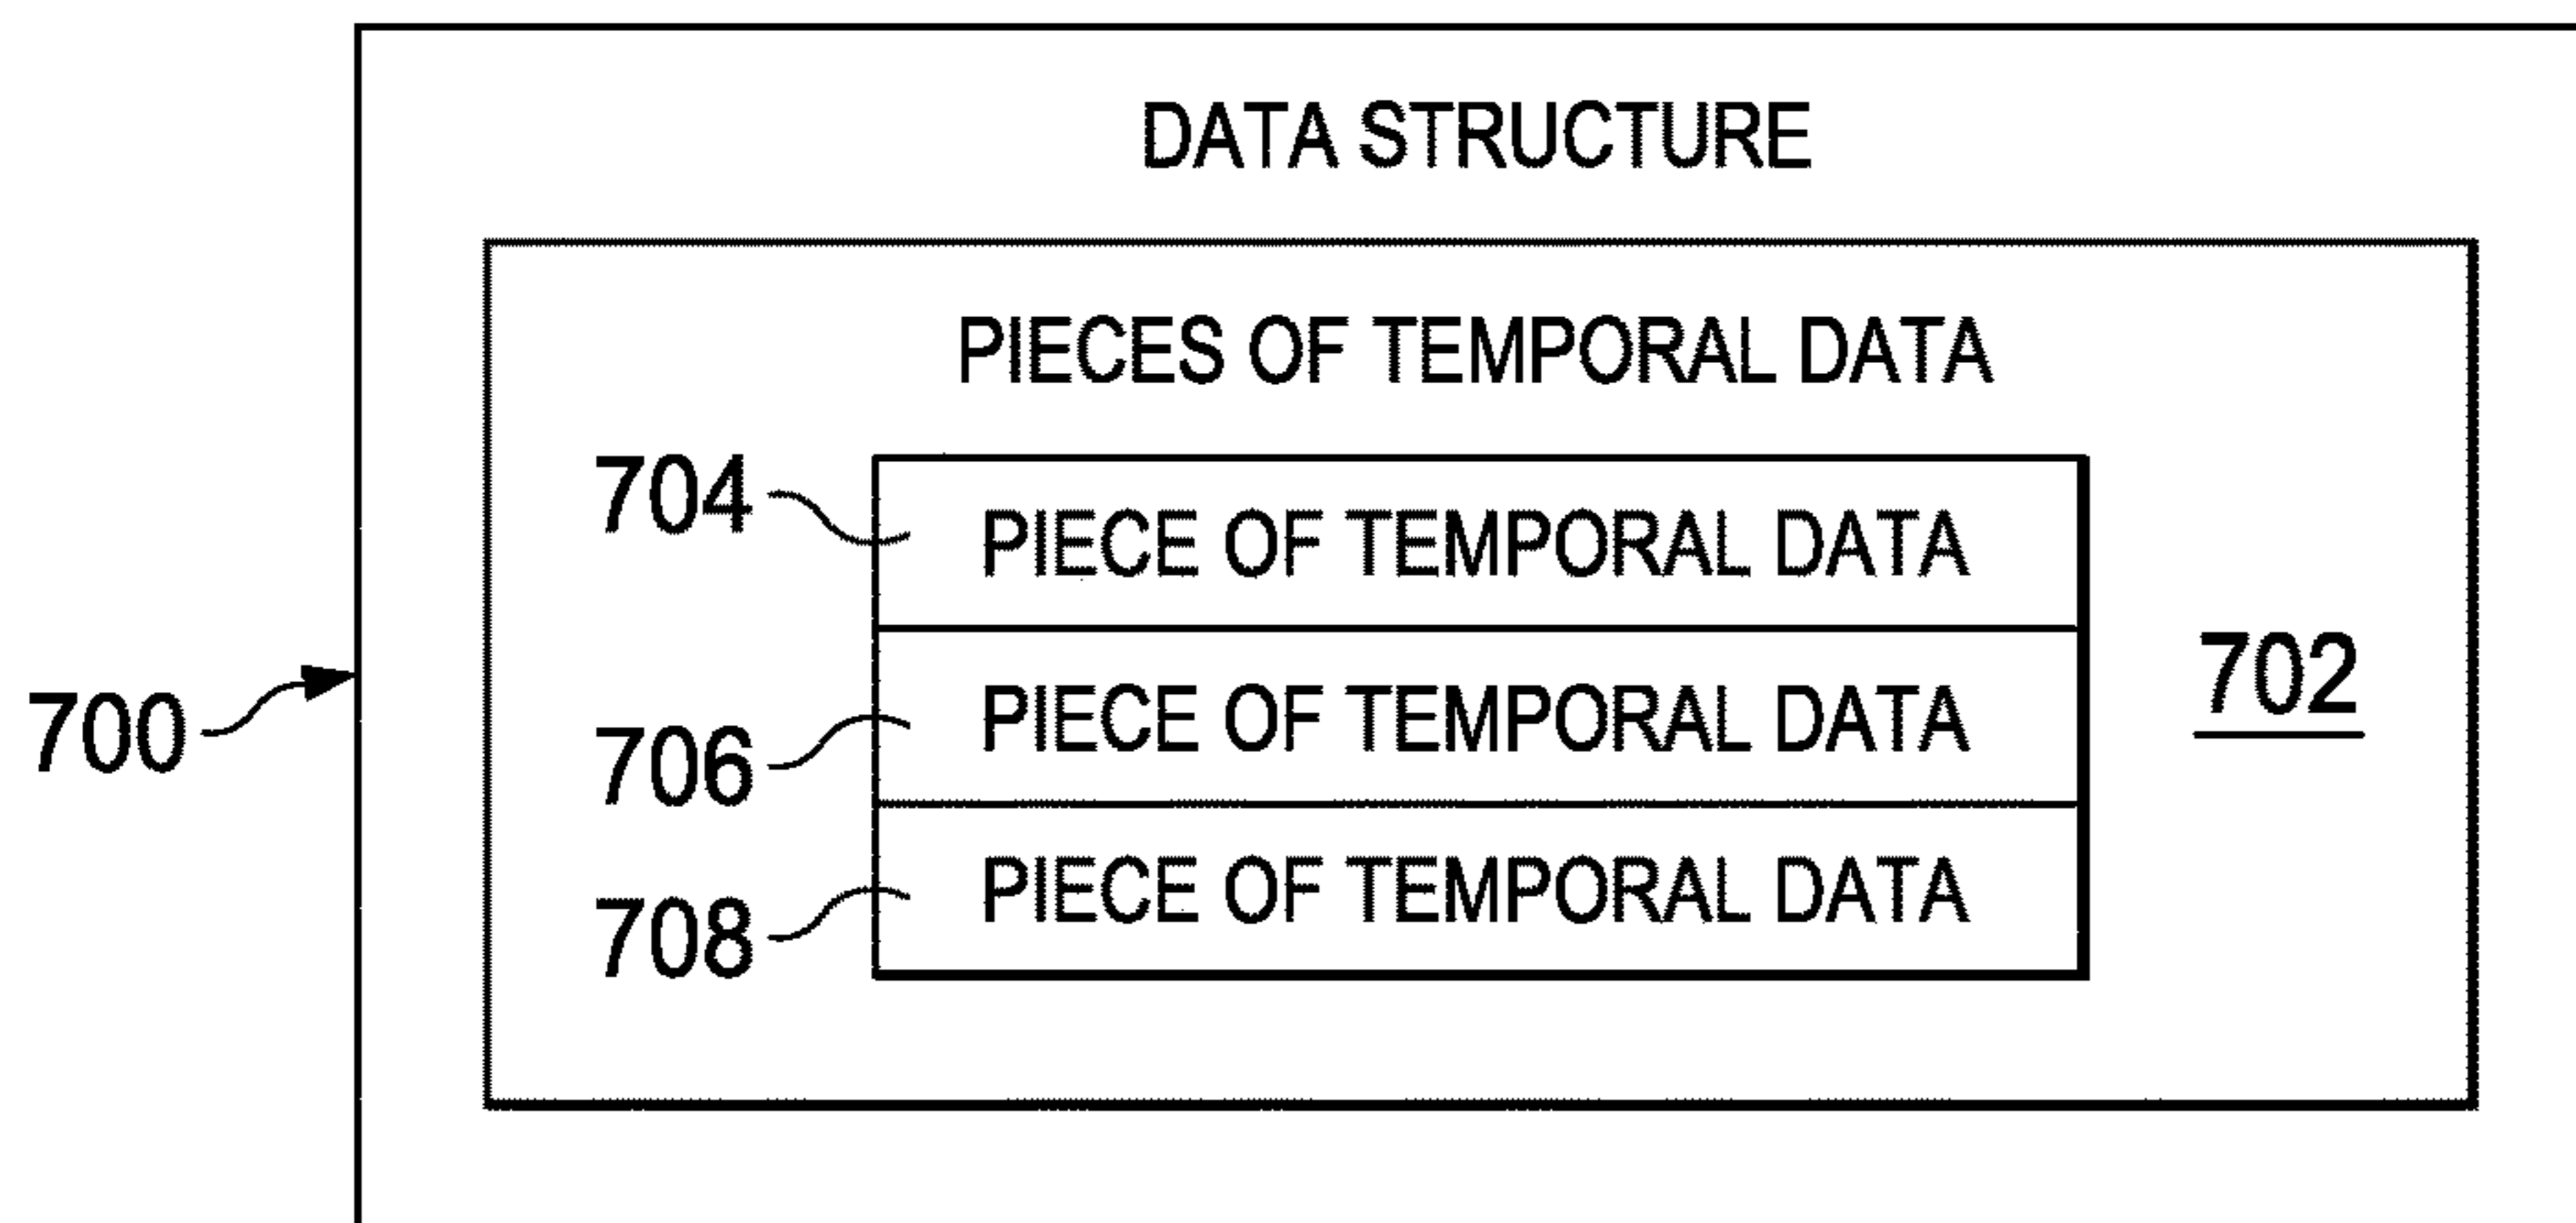 DATA STRUCTURE
PIECES OF TEMPORAL DATA
704 PIECE OF TEMPORAL DATA
700
706 PIECE OF TEMPORAL DATA
702
708 PIECE OF TEMPORAL DATA